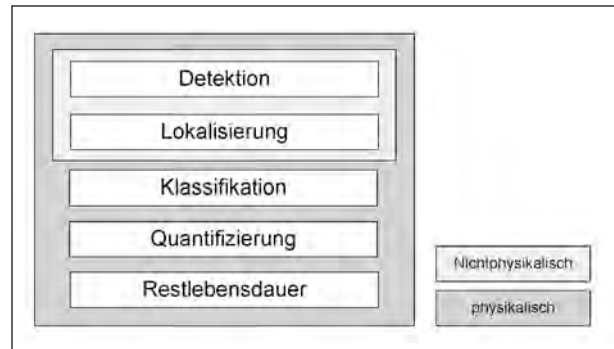 Detektion
Lokalisierung
Klassifikation
Quantifizierung
Restlebensdauer
Nichtphysikalisch
physikalisch